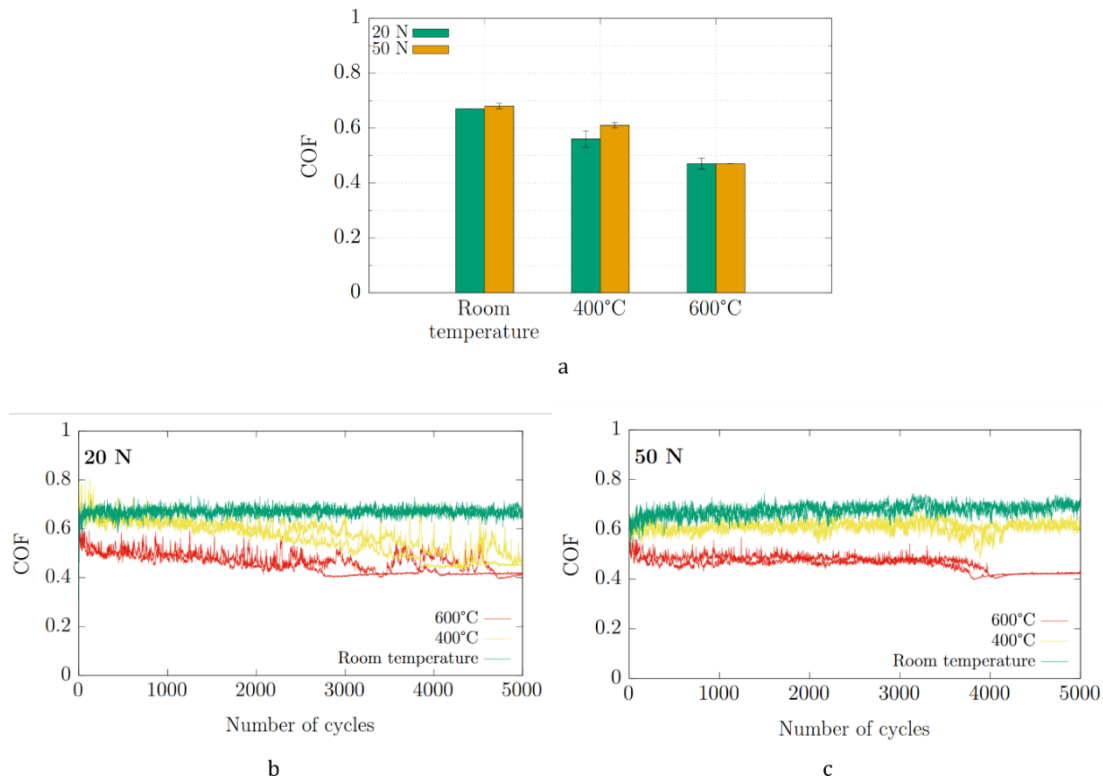 1
0.8
0.6
0.4
0.2
0
COF
20 N
50 N
Room
temperature
400°C
600°C
a
1
0.8
0.6
0.4
0.2
0
COF
20 N
600°C
400°C
Room temperature
0
1000
2000
3000
4000
5000
Number of cycles
b
1
0.8
0.6
0.4
0.2
0
COF
50 N
600°C
400°C
Room temperature
0
1000
2000
3000
4000
5000
Number of cycles
c